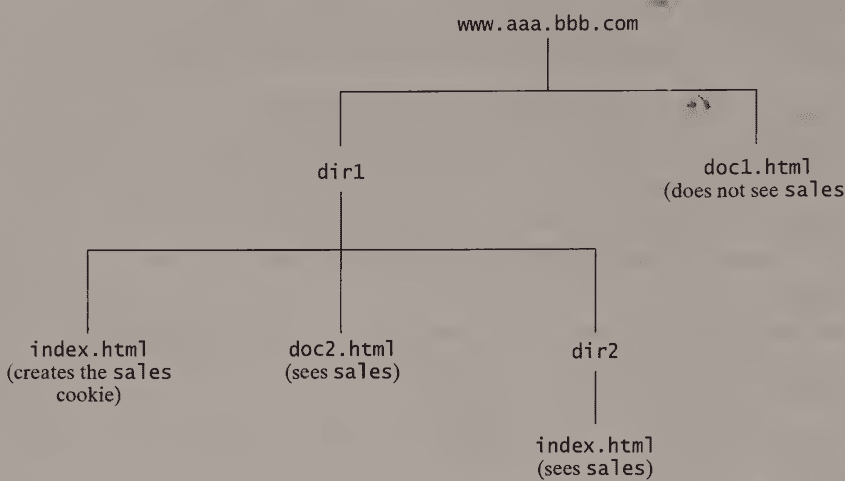 www.aaa.bbb.com
dir1
doc1.html
(does not see sales
index.html
(creates the sales
cookie)
doc2.html
(sees sales)
dir2
index.html
(sees sales)